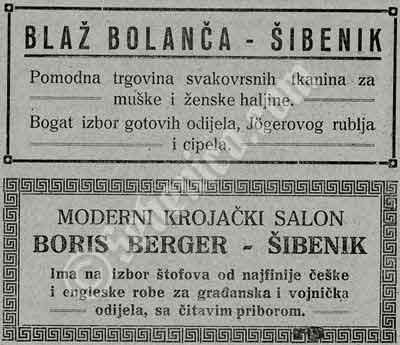 BLAŽ BOLANČA - ŠIBENIK
Pomodna trgovina svakovrsnih tkanina za
muške i ženske haljine.
Bogat izbor gotovih odijela, Jögerovog rublja
i cipela.
MODERNI KROJAČKI SALON
BORIS BERGER - ŠIBENIK
Ima na izbor štofova od najfinije češke
i engleske robe za građanska i vojnička
odijela, sa čitavim priborom.